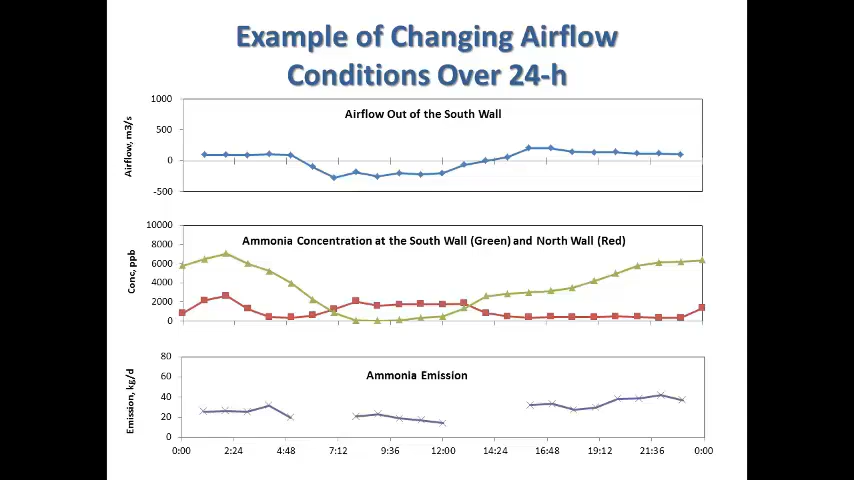 Example of Changing Airflow
Conditions Over 24-h
1000
500
0
-500
Airflow, m3/s
Airflow Out of the South Wall
10000
8000
6000
4000
2000
0
Conc, ppb
Ammonia Concentration at the South Wall (Green) and North Wall (Red)
80
60
40
20
0
Emission, kg/d
Ammonia Emission
0:00 2:24 4:48 7:12 9:36 12:00 14:24 16:48 19:12 21:36 0:00